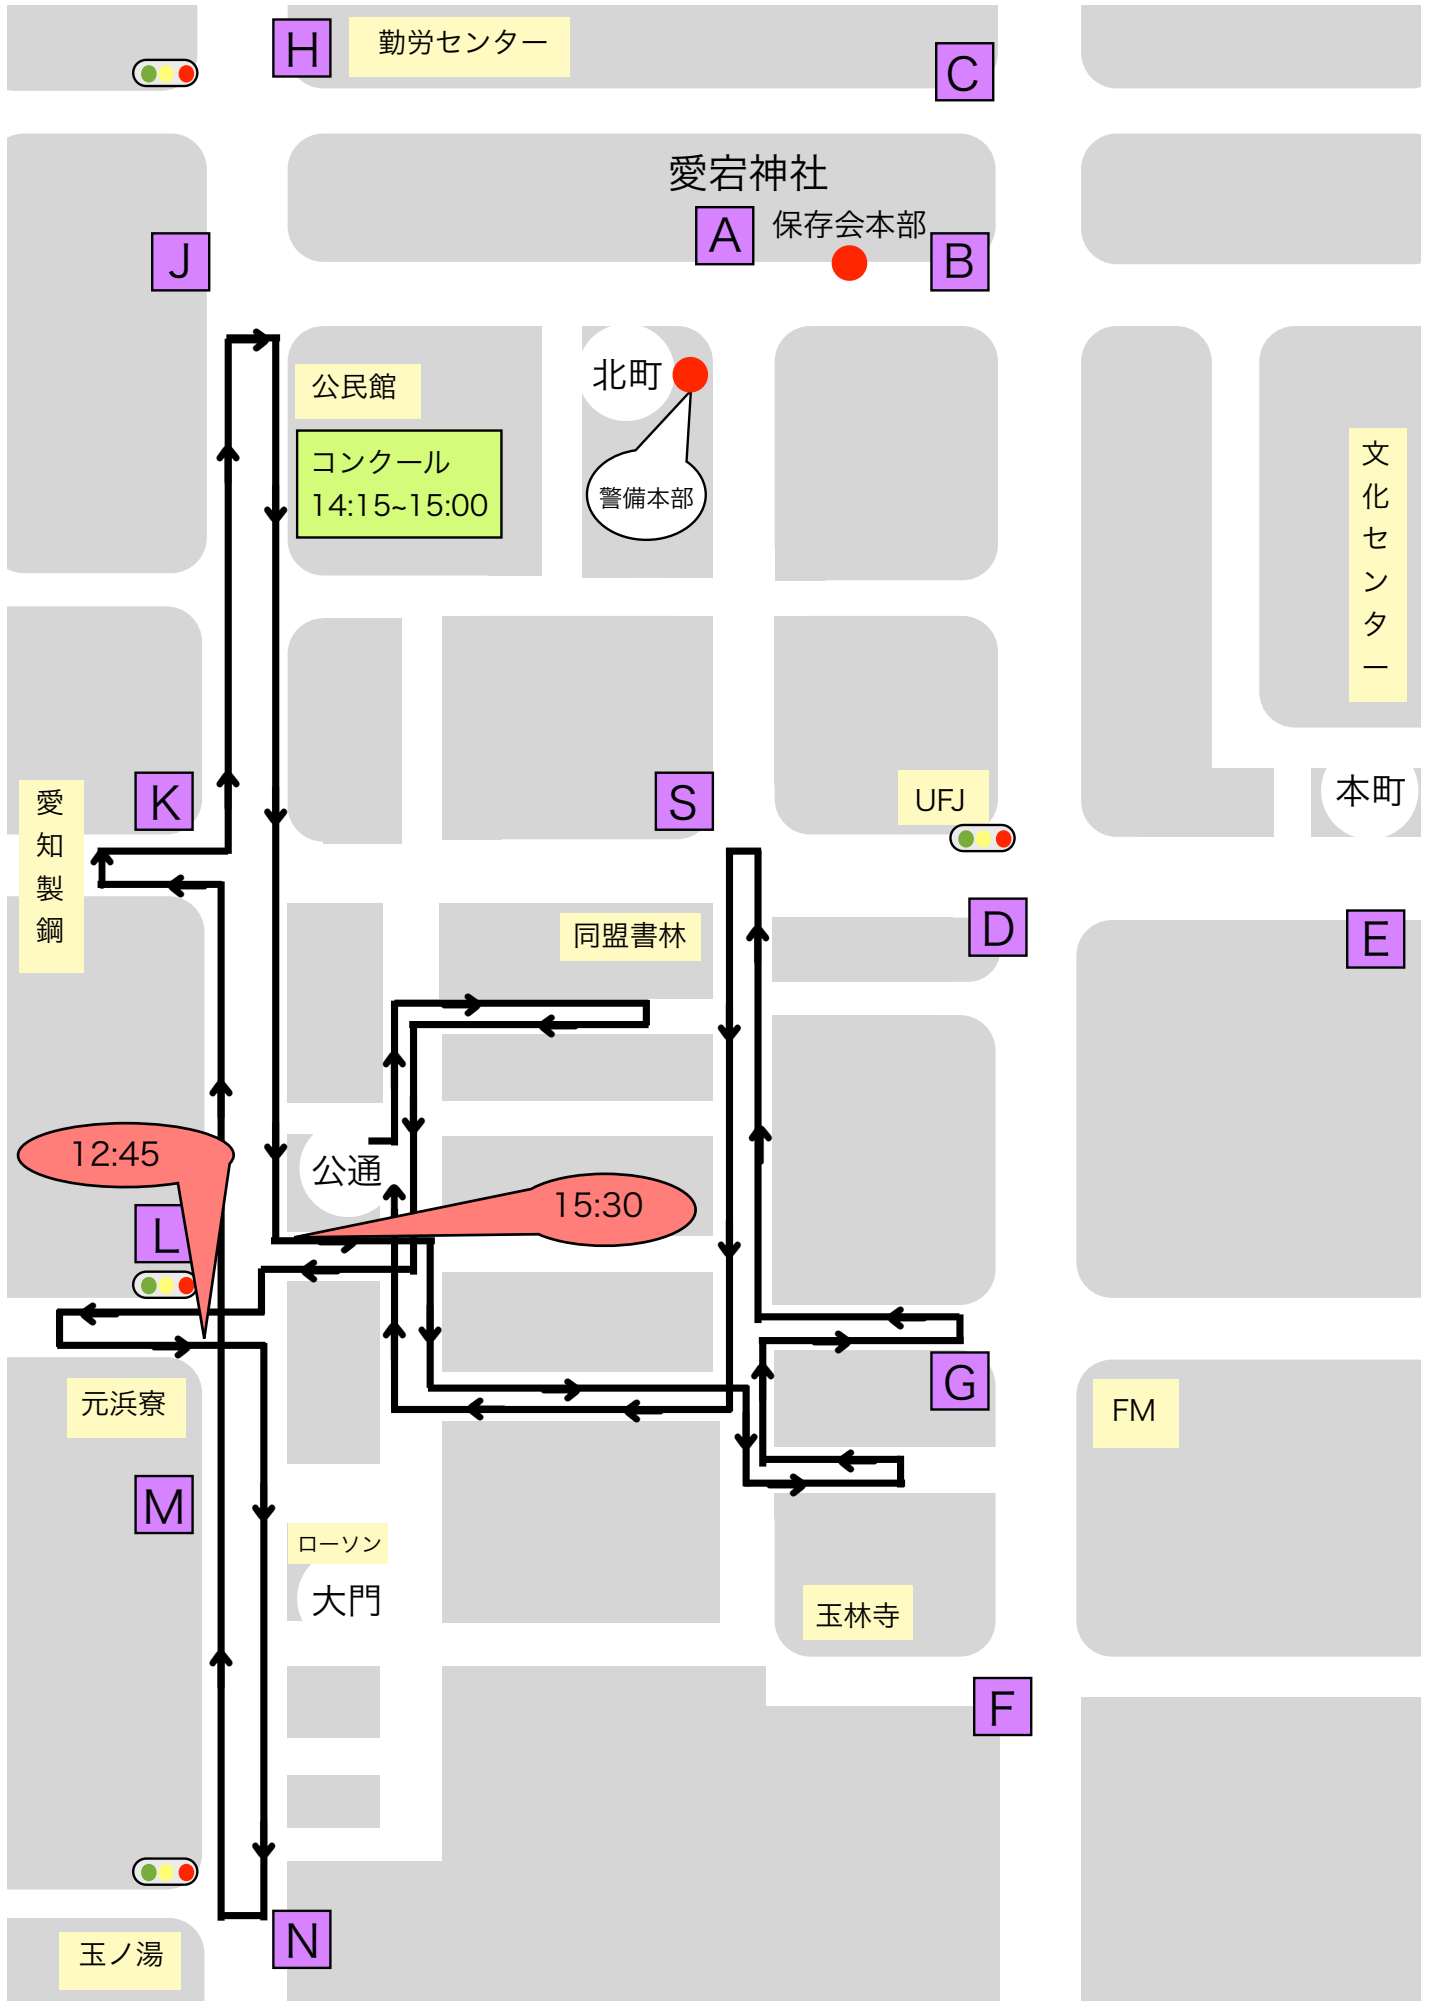 H
勤労センター
C
愛宕神社
A
保存会本部
B
J
北町
公民館
コンクール
14:15~15:00
警備本部
文化センター
K
S
UFJ
本町
愛知製鋼
同盟書林
D
E
12:45
公通
15:30
L
元浜寮
G
FM
M
ローソン
大門
玉林寺
F
N
玉ノ湯